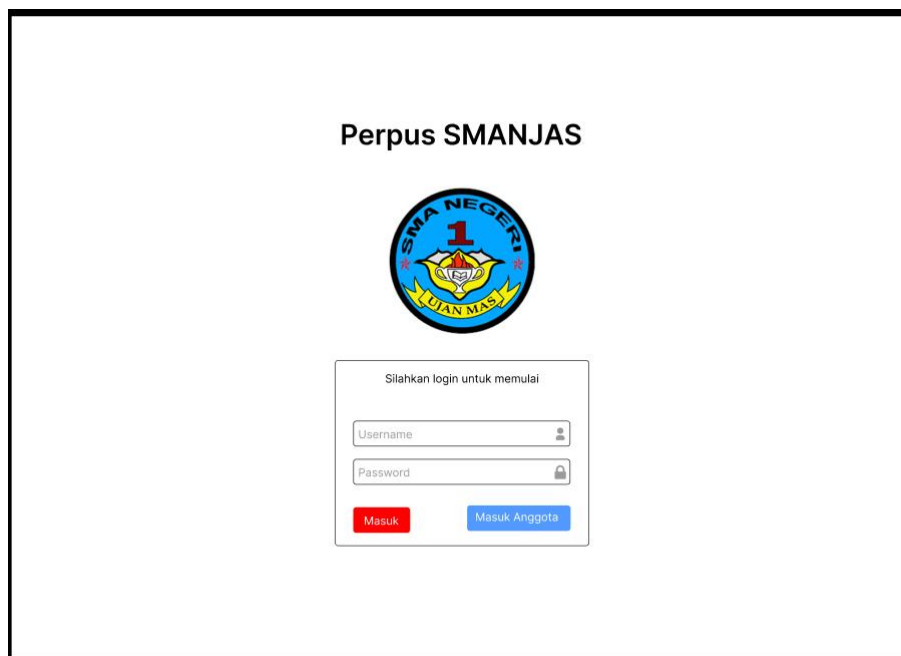 Perpus SMANJAS
SMA NEGERI
1
UJAN MAS
Silahkan login untuk memulai
Username
Password
Masuk
Masuk Anggota